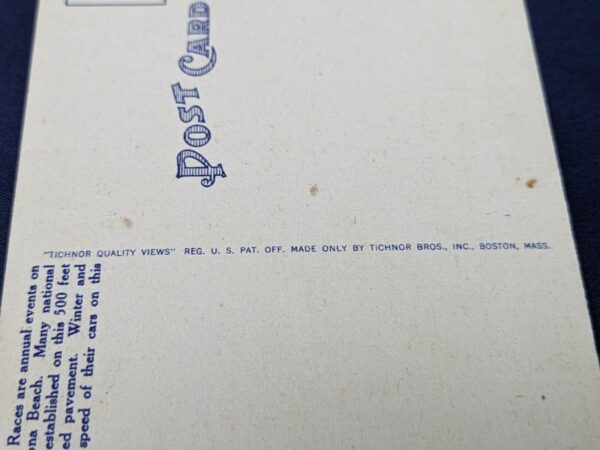 POST CARD
"TICHNOR QUALITY VIEWS" REG. U. S. PAT. OFF. MADE ONLY BY TICHNOR BROS., INC., BOSTON, MASS.
Races are annual events on
ona Beach. Many national
established on this 500 feet
ed pavement. Winter and
speed of their cars on this